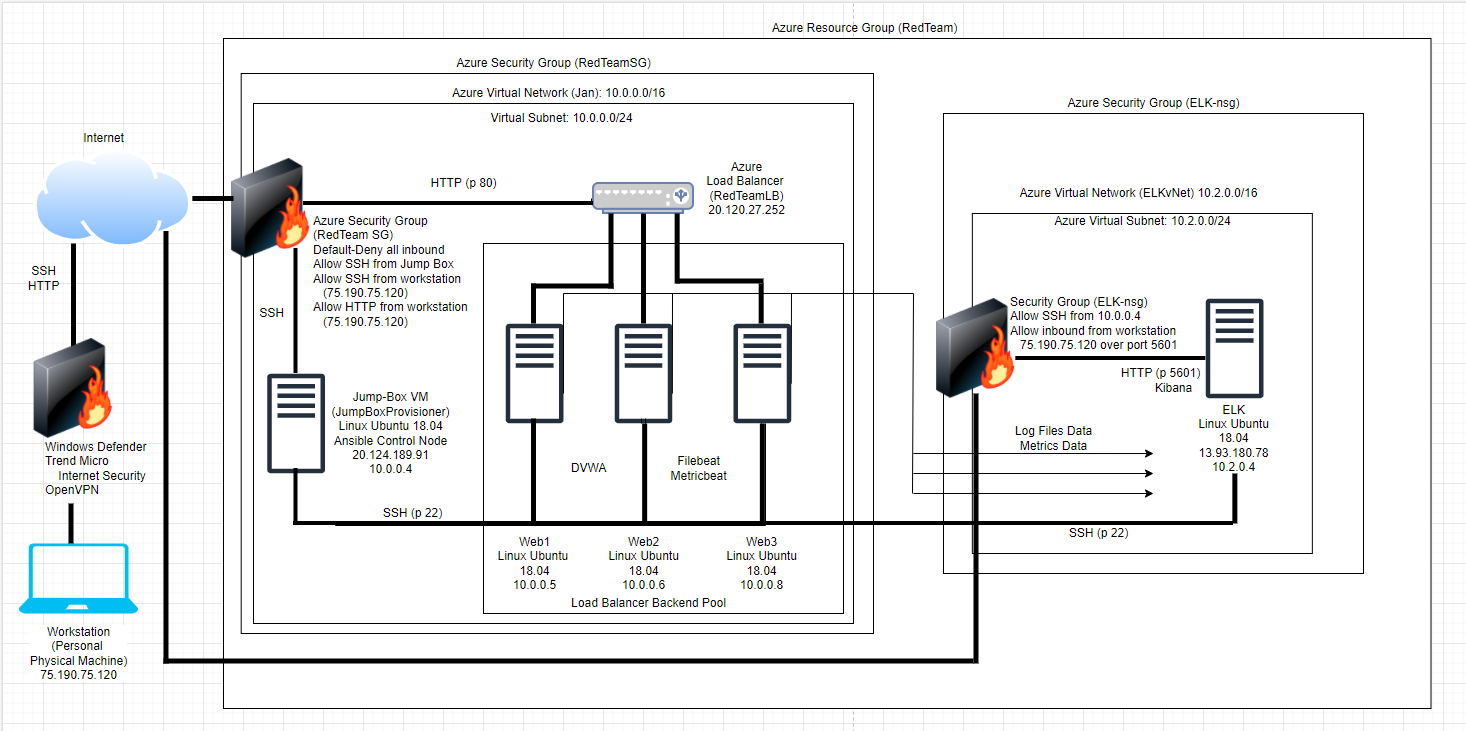 Azure Resource Group (RedTeam)
Azure Security Group (RedTeamSG)
Azure Virtual Network (Jan): 10.0.0.0/16
Virtual Subnet: 10.0.0.0/24
Internet
SSH
HTTP
Windows Defender
Trend Micro
Internet Security
OpenVPN
Workstation
(Personal
Physical Machine)
75.190.75.120
HTTP (p 80)
Azure
Load Balancer
(RedTeamLB)
20.120.27.252
Azure Security Group
(RedTeam SG)
Default-Deny all inbound
Allow SSH from Jump Box
Allow SSH from workstation
(75.190.75.120)
Allow HTTP from workstation
(75.190.75.120)
SSH
Jump-Box VM
(JumpBoxProvisioner)
Linux Ubuntu 18.04
Ansible Control Node
20.124.189.91
10.0.0.4
DVWA
Filebeat
Metricbeat
SSH (p 22)
Web1
Linux Ubuntu
18.04
10.0.0.5
Web2
Linux Ubuntu
18.04
10.0.0.6
Web3
Linux Ubuntu
18.04
10.0.0.8
Load Balancer Backend Pool
Azure Security Group (ELK-nsg)
Azure Virtual Network (ELKvNet) 10.2.0.0/16
Azure Virtual Subnet: 10.2.0.0/24
Security Group (ELK-nsg)
Allow SSH from 10.0.0.4
Allow inbound from workstation
75.190.75.120 over port 5601
HTTP (p 5601)
Kibana
ELK
Linux Ubuntu
18.04
13.93.180.78
10.2.0.4
Log Files Data
Metrics Data
SSH (p 22)